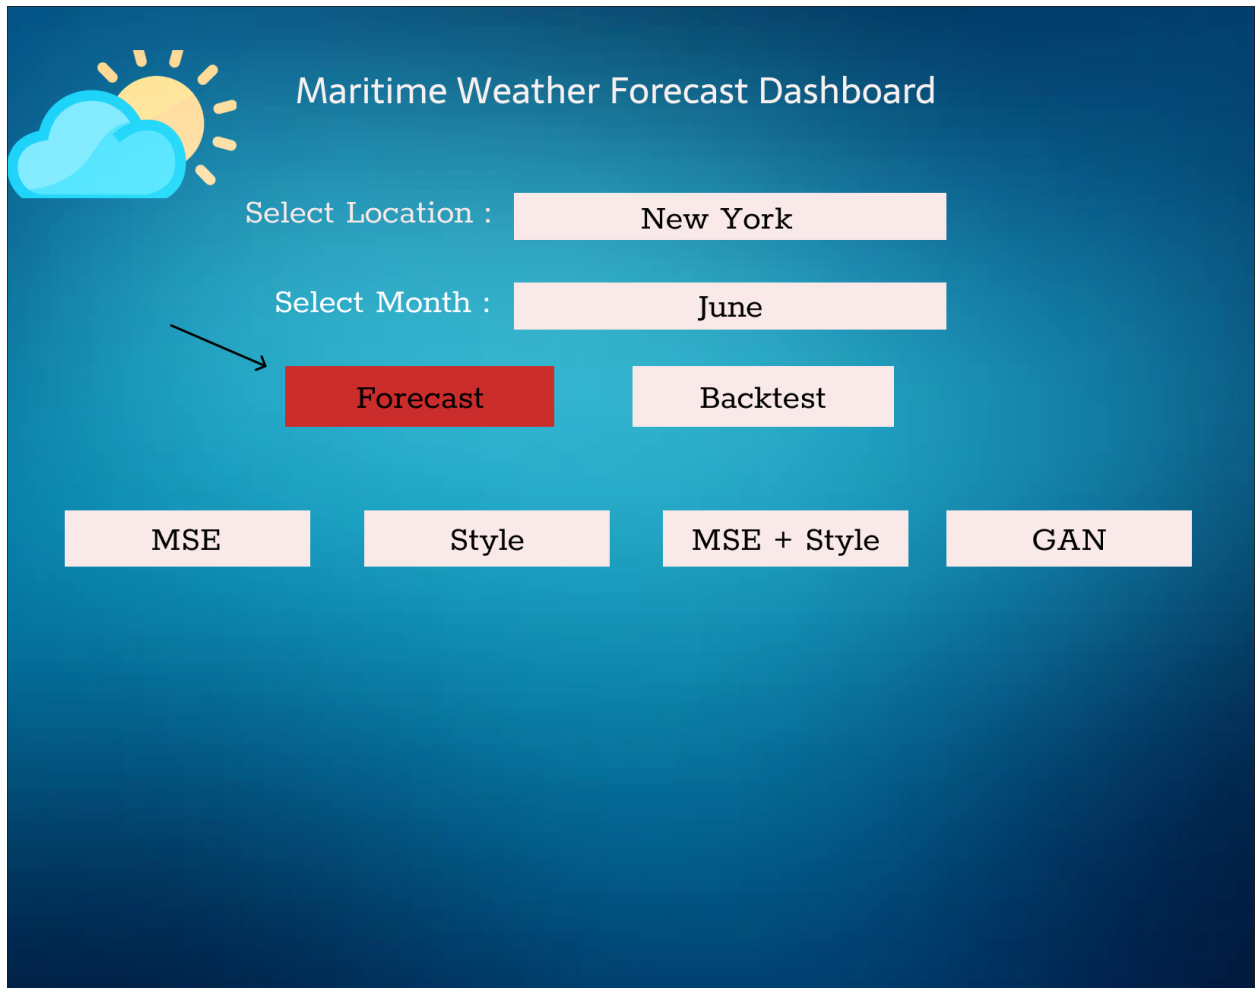 Maritime Weather Forecast Dashboard
Select Location :
New York
Select Month :
June
Forecast
Backtest
MSE
Style
MSE + Style
GAN